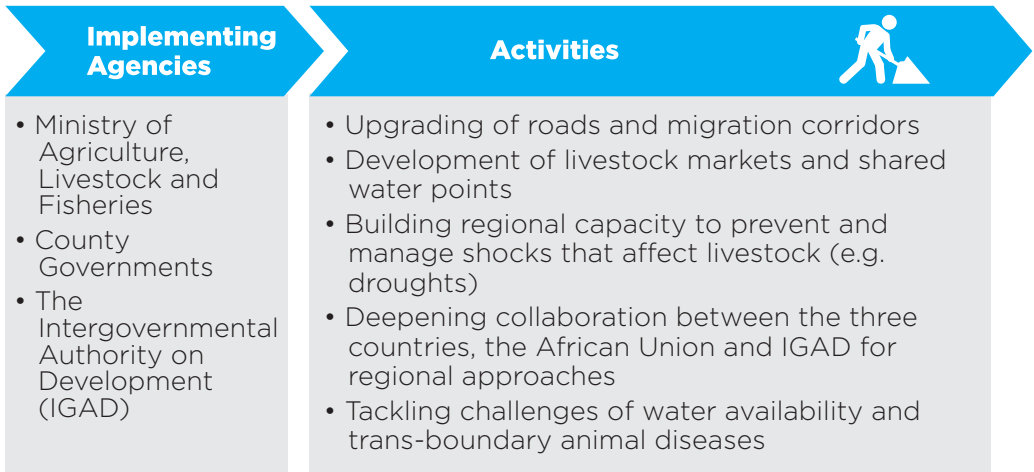 Implementing
Agencies
• Ministry of
Agriculture,
Livestock and
Fisheries
• County
Governments
• The
Intergovernmental
Authority on
Development
(IGAD)
Activities
• Upgrading of roads and migration corridors
• Development of livestock markets and shared
water points
• Building regional capacity to prevent and
manage shocks that affect livestock (e.g.
droughts)
• Deepening collaboration between the three
countries, the African Union and IGAD for
regional approaches
• Tackling challenges of water availability and
trans-boundary animal diseases